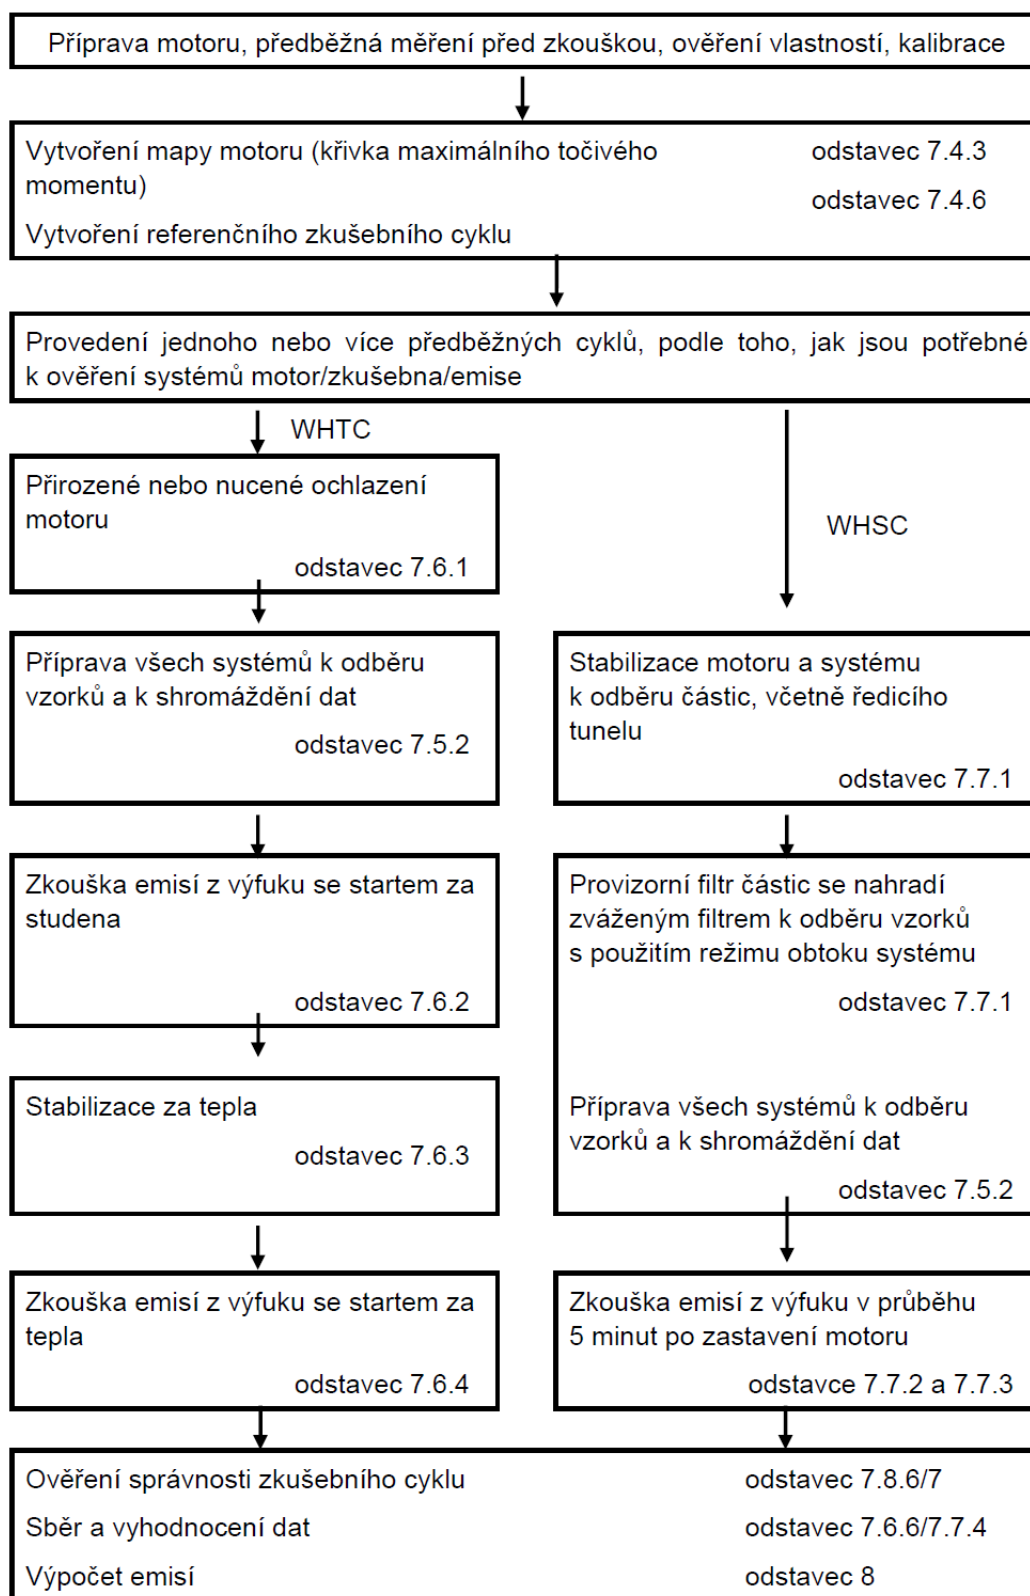 Příprava motoru, předběžná měření před zkouškou, ověření vlastností, kalibrace
Vytvoření mapy motoru (křivka maximálního točivého
momentu)
odstavec 7.4.3
odstavec 7.4.6
Vytvoření referenčního zkušebního cyklu
Provedení jednoho nebo více předběžných cyklů, podle toho, jak jsou potřebné
k ověření systémů motor/zkušebna/emise
WHTC
Přirozené nebo nucené ochlazení
motoru
odstavec 7.6.1
WHSC
Příprava všech systémů k odběru
vzorků a k shromáždění dat
odstavec 7.5.2
Stabilizace motoru a systému
k odběru částic, včetně ředicího
tunelu
odstavec 7.7.1
Zkouška emisí z výfuku se startem za
studena
odstavec 7.6.2
Provizorní filtr částic se nahradí
zváženým filtrem k odběru vzorků
s použitím režimu obtoku systému
odstavec 7.7.1
Stabilizace za tepla
odstavec 7.6.3
Příprava všech systémů k odběru
vzorků a k shromáždění dat
odstavec 7.5.2
Zkouška emisí z výfuku se startem za
tepla
odstavec 7.6.4
Zkouška emisí z výfuku v průběhu
5 minut po zastavení motoru
odstavce 7.7.2 a 7.7.3
Ověření správnosti zkušebního cyklu odstavec 7.8.6/7
Sběr a vyhodnocení dat odstavec 7.6.6/7.7.4
Výpočet emisí odstavec 8